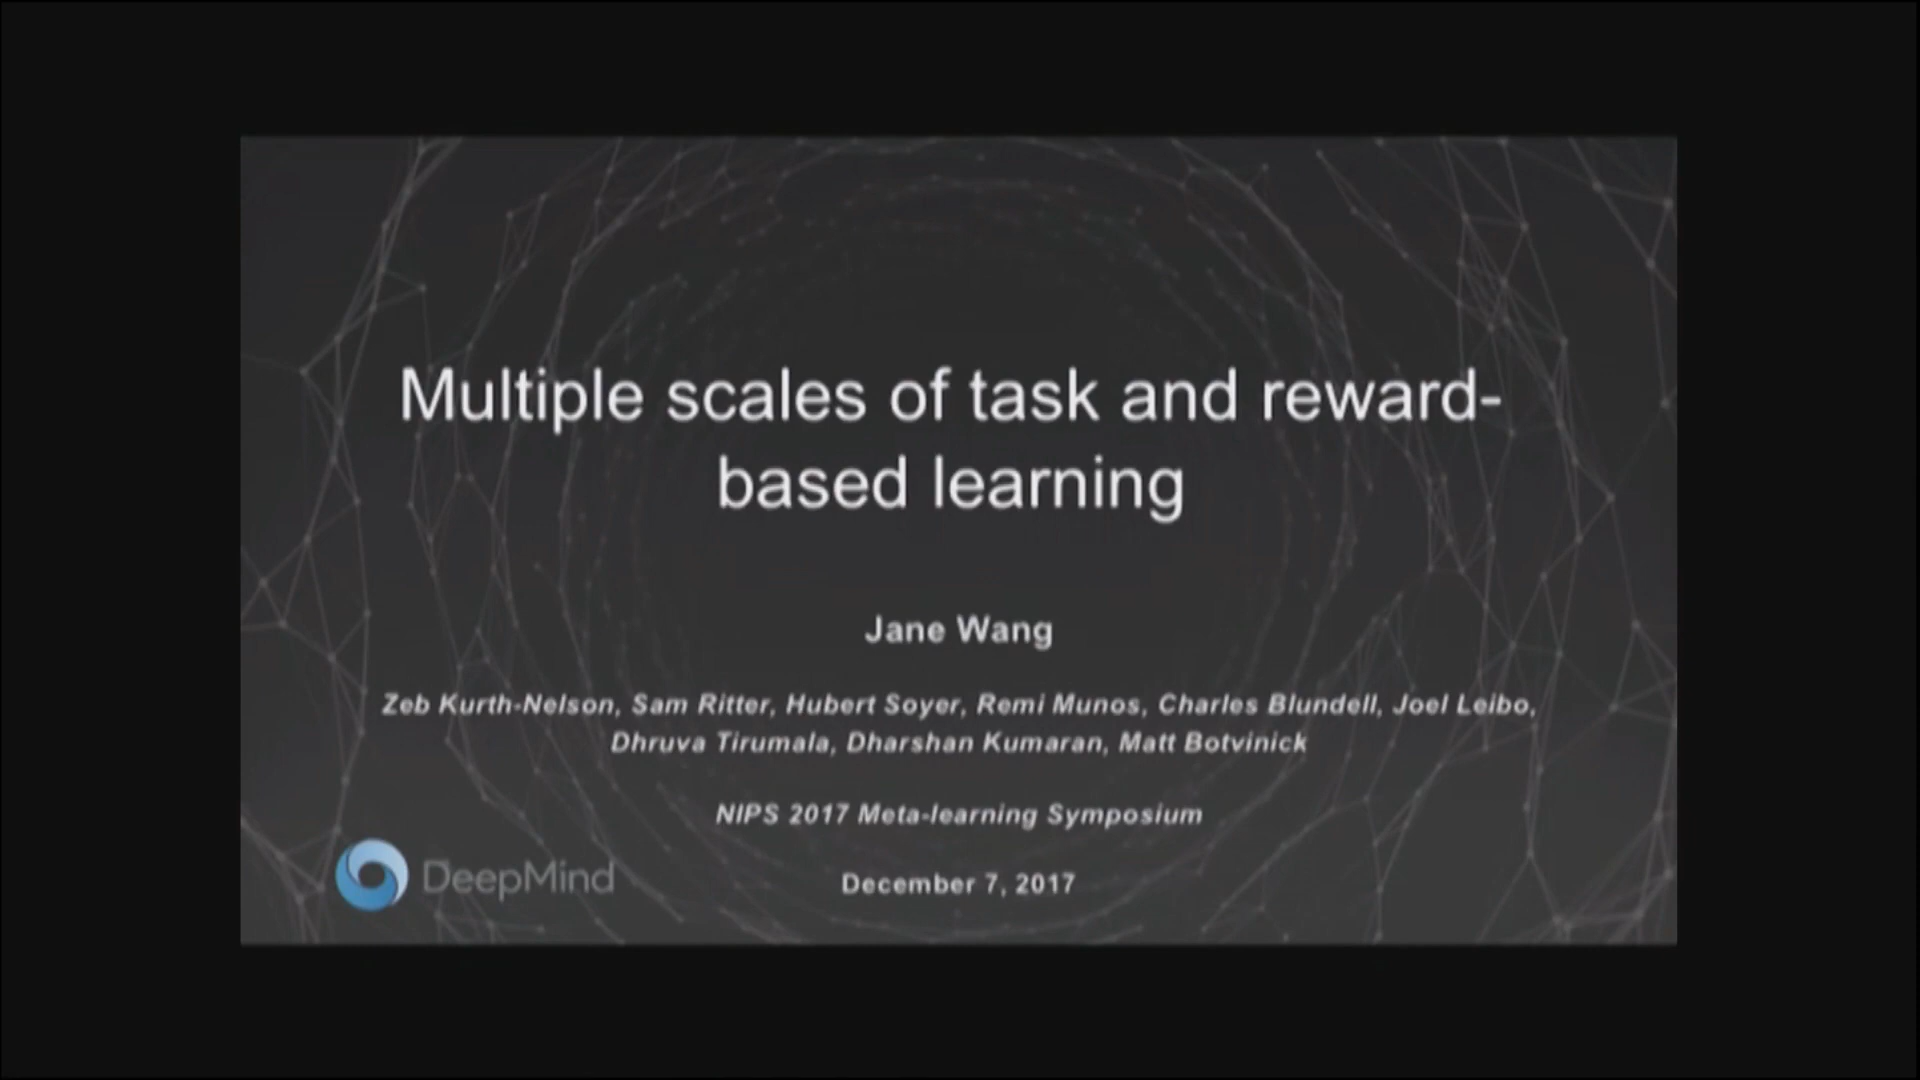 Multiple scales of task and reward-
based learning
Jane Wang
Zeb Kurth-Nelson, Sam Ritter, Hubert Soyer, Remi Munos, Charles Blundell, Joel Leibo,
Dhruva Tirumala, Dharshan Kumaran, Matt Botvinick
NIPS 2017 Meta-learning Symposium
DeepMind
December 7, 2017